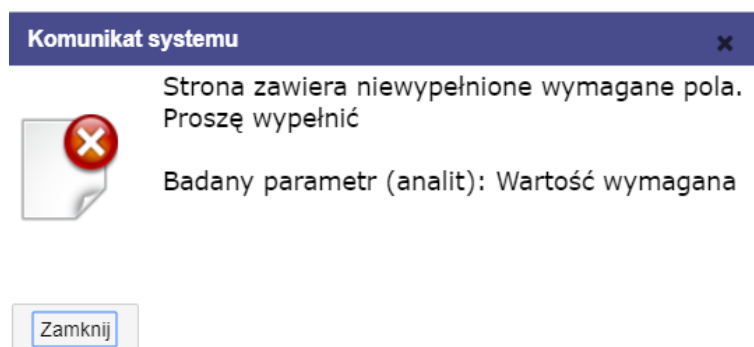 Komunikat systemu
Strona zawiera niewypełnione wymagane pola.
Proszę wypełnić
Badany parametr (analit): Wartość wymagana
Zamknij